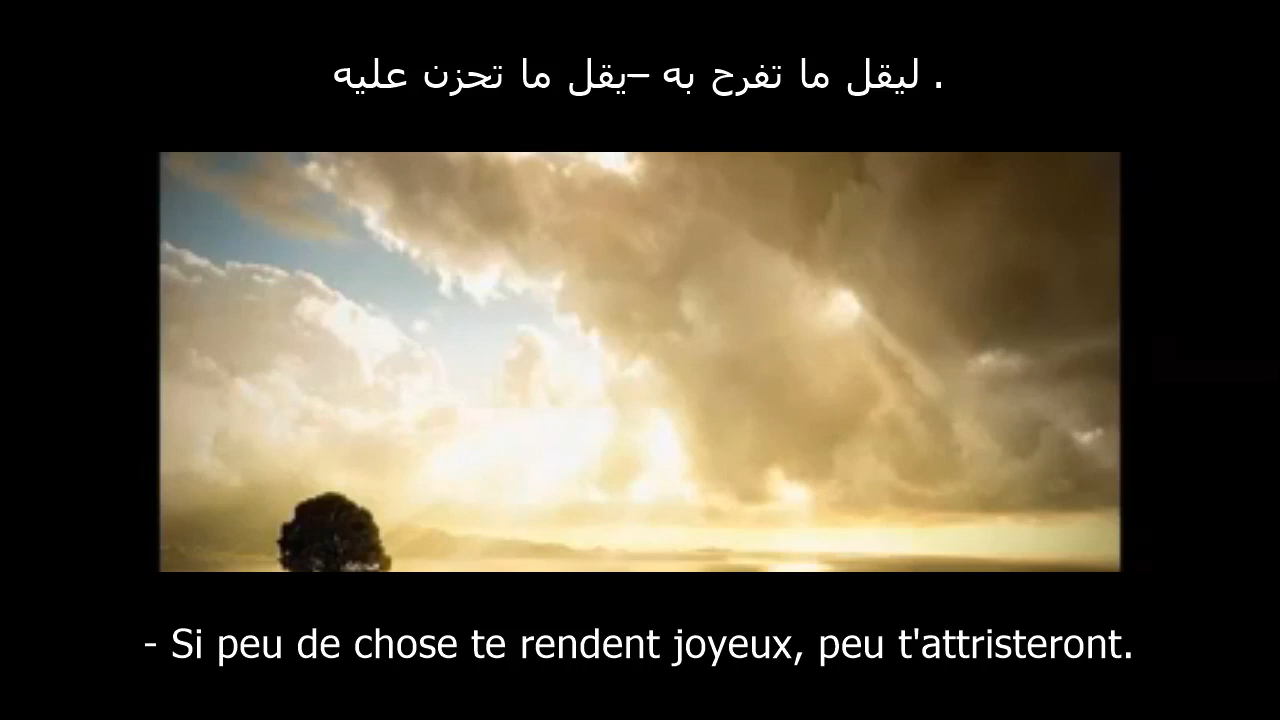 . ليقل ما تفرح به –يقل ما تحزن عليه
- Si peu de chose te rendent joyeux, peu t'attristeront.